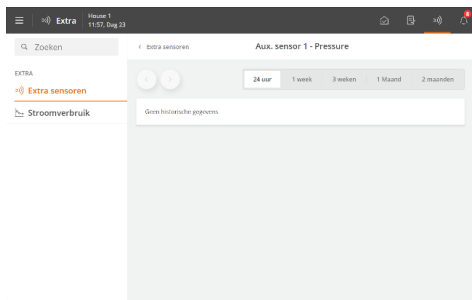 Extra
House 1
11:57, Dag 23
8
Zoeken
Extra sensoren
Aux. sensor 1 - Pressure
EXTRA
Extra sensoren
Stroomverbruik
24 uur
1 week
3 weken
1 Maand
2 maanden
Geen historische gegevens